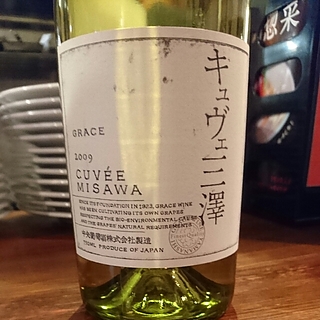 GRACE
2009
CUVÉE
MISAWA
SINCE ITS FOUNDATION IN 1923, GRACE WINE
HAS BEEN CULTIVATING ITS OWN GRAPES
RESPECTING THE BIO-ENVIRONMENTAL CAUSE
AND THE GRAPES' NATURAL REQUIREMENTS.
中央葡萄酒株式会社製造
750ML PRODUCE OF JAPAN
キュヴェ三澤